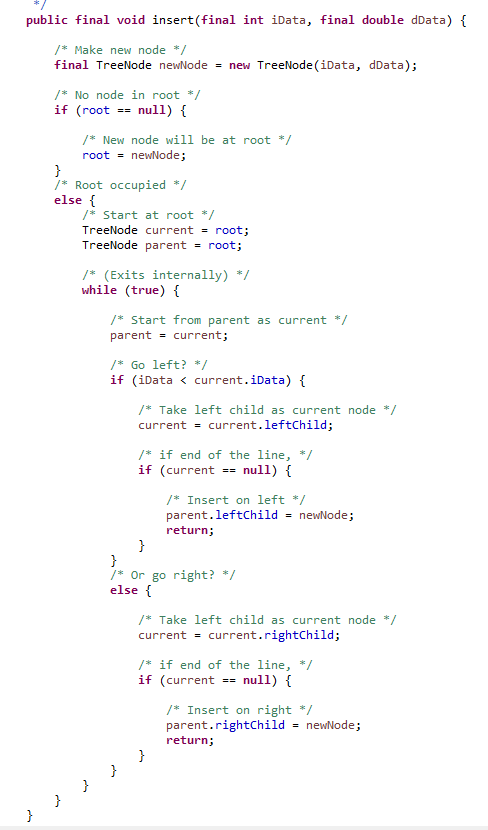 */
public final void insert(final int iData, final double dData) {
/* Make new node */
final TreeNode newNode = new TreeNode(iData, dData);
/* No node in root */
if (root == null) {
/* New node will be at root */
root = newNode;
}
/* Root occupied */
else {
/* Start at root */
TreeNode current = root;
TreeNode parent = root;
/* (Exits internally) */
while (true) {
/* Start from parent as current */
parent = current;
/* Go left? */
if (iData < current.iData) {
/* Take left child as current node */
current = current.leftChild;
/* if end of the line, */
if (current == null) {
/* Insert on left */
parent.leftChild = newNode;
return;
}
}
/* Or go right? */
else {
/* Take left child as current node */
current = current.rightChild;
/* if end of the line, */
if (current == null) {
/* Insert on right */
parent.rightChild = newNode;
return;
}
}
}
}
}